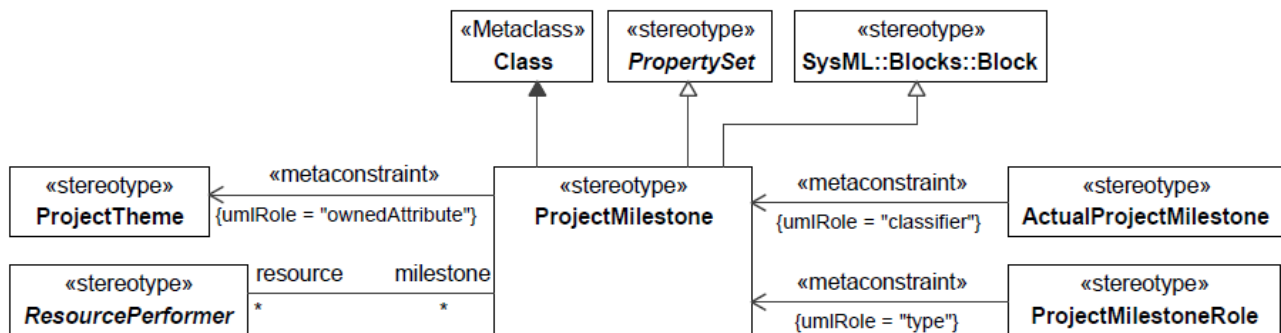 «Metaclass»
Class
«stereotype»
PropertySet
«stereotype»
SysML::Blocks::Block
«stereotype»
ProjectTheme
«metaconstraint»
{umlRole = "ownedAttribute"}
«stereotype»
ProjectMilestone
«metaconstraint»
{umlRole = "classifier"}
«stereotype»
ActualProjectMilestone
«stereotype»
ResourcePerformer
resource
milestone
*
*
«metaconstraint»
{umlRole = "type"}
«stereotype»
ProjectMilestoneRole